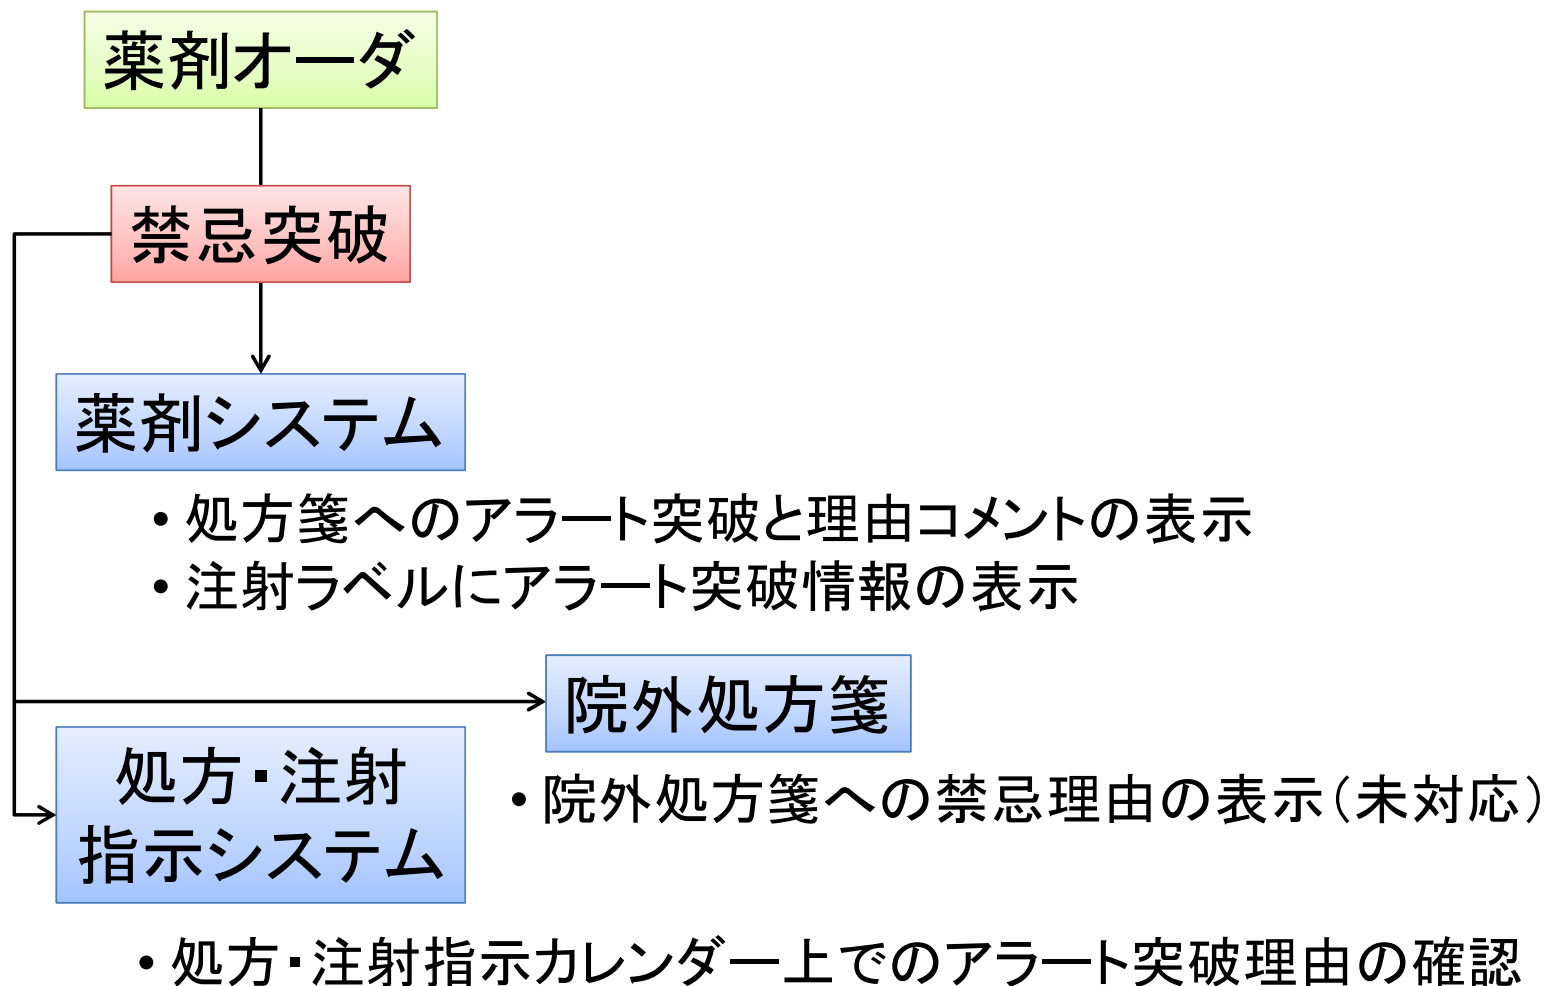 薬剤オーダ
禁忌突破
薬剤システム
• 処方箋へのアラート突破と理由コメントの表示
• 注射ラベルにアラート突破情報の表示
院外処方箋
• 院外処方箋への禁忌理由の表示(未対応)
処方・注射
指示システム
• 処方・注射指示カレンダー上でのアラート突破理由の確認